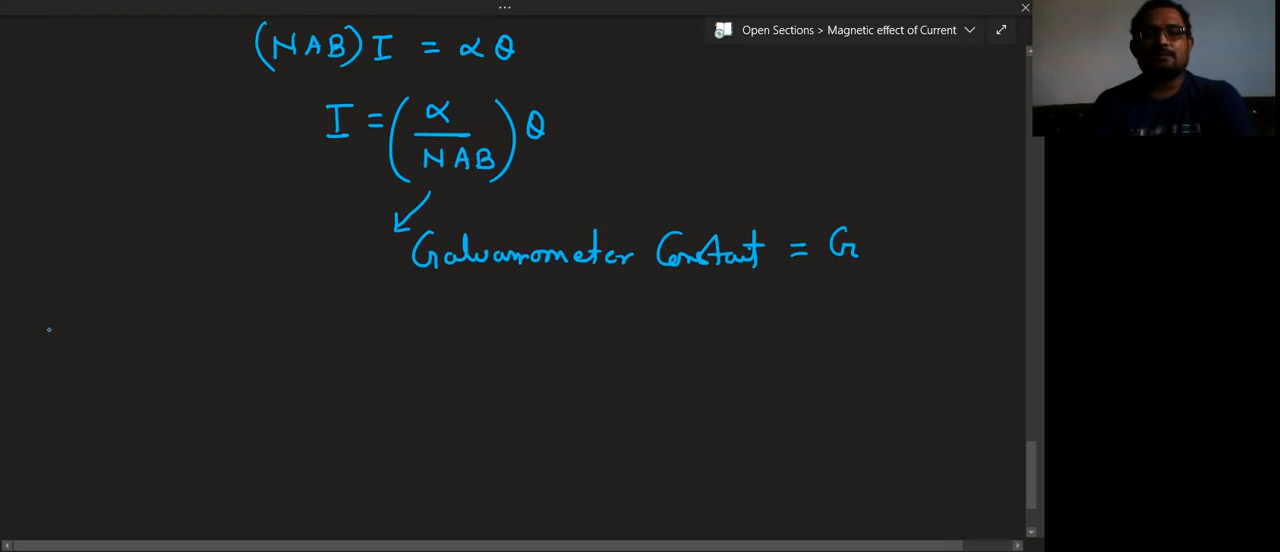 ...
Open Sections > Magnetic effect of Current
(NAB) I = α θ
I = (α / NAB) θ
Galvanometer Constant = G